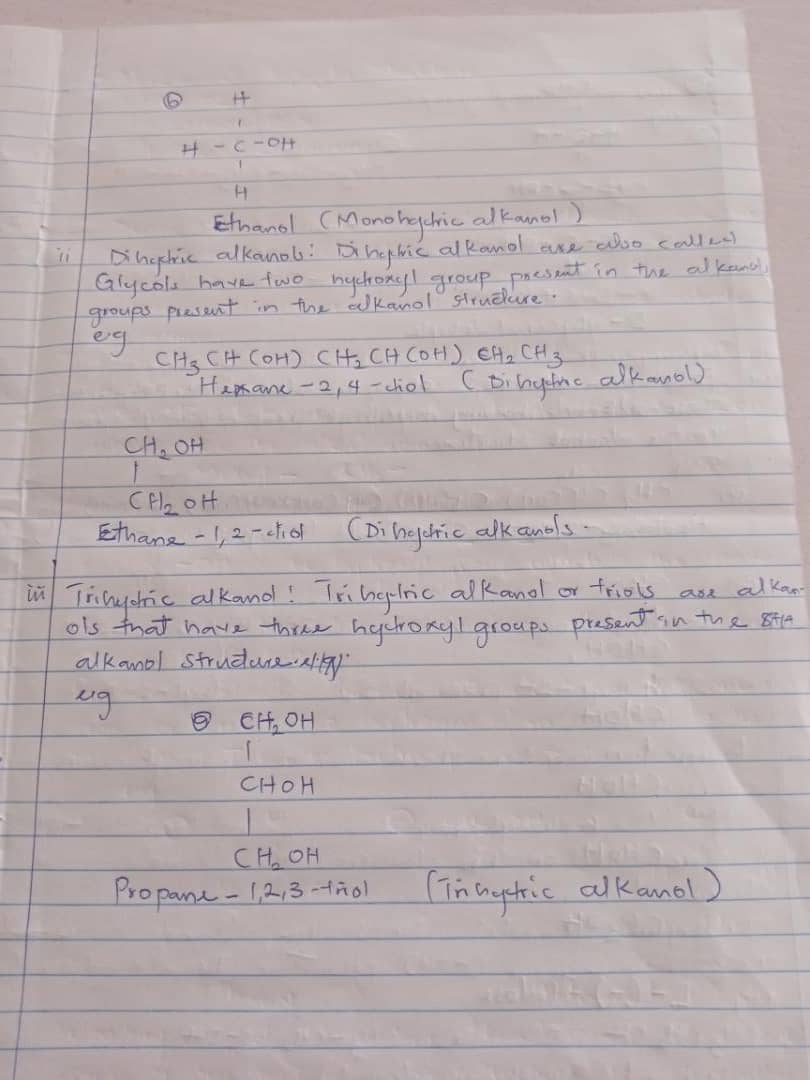 ⓑ H
H - C - OH
H
Ethanol (Monohydric alkanol)
ii Dihydric alkanols: Dihydric alkanol are also called
Glycols have two hydroxyl group present in the alkanol
groups present in the alkanol structure.
eg
CH₃ CH (OH) CH₂ CH (OH) CH₂ CH₃
Hexane - 2, 4 - diol (Dihydric alkanol)
CH₂ OH
|
CH₂ OH
Ethane - 1, 2 - diol (Dihydric alkanols.
iii Trihydric alkanol: Trihydric alkanol or triols are alkan-
ols that have three hydroxyl groups present in the
alkanol structure.
eg
CH₂ OH
|
CHOH
|
CH₂ OH
Propane - 1,2,3 - triol (Trihydric alkanol)